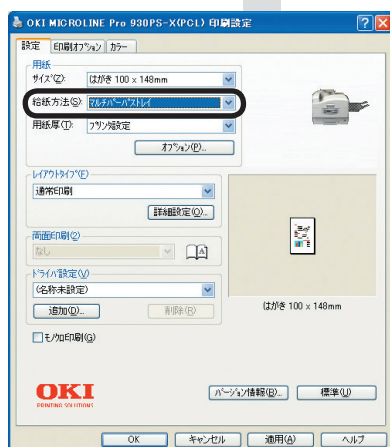 OKI MICROLINE Pro 930PS-X(PCL) 印刷設定
設定 印刷オプション カラー
用紙
サイズ(Z): はがき 100 x 148mm
給紙方法(S): マルチパーパストレイ
用紙厚(T): プリンタ設定
オプション(P)...
レイアウトタイプ(E)
通常印刷
詳細設定(O)...
両面印刷(2)
なし
ドライバ設定(V)
(名称未設定)
追加(D)...
削除(R)
はがき 100 x 148mm
モノクロ印刷(G)
OKI
PRINTING SOLUTIONS
バージョン情報(B)...
標準(U)
OK キャンセル 適用(A) ヘルプ